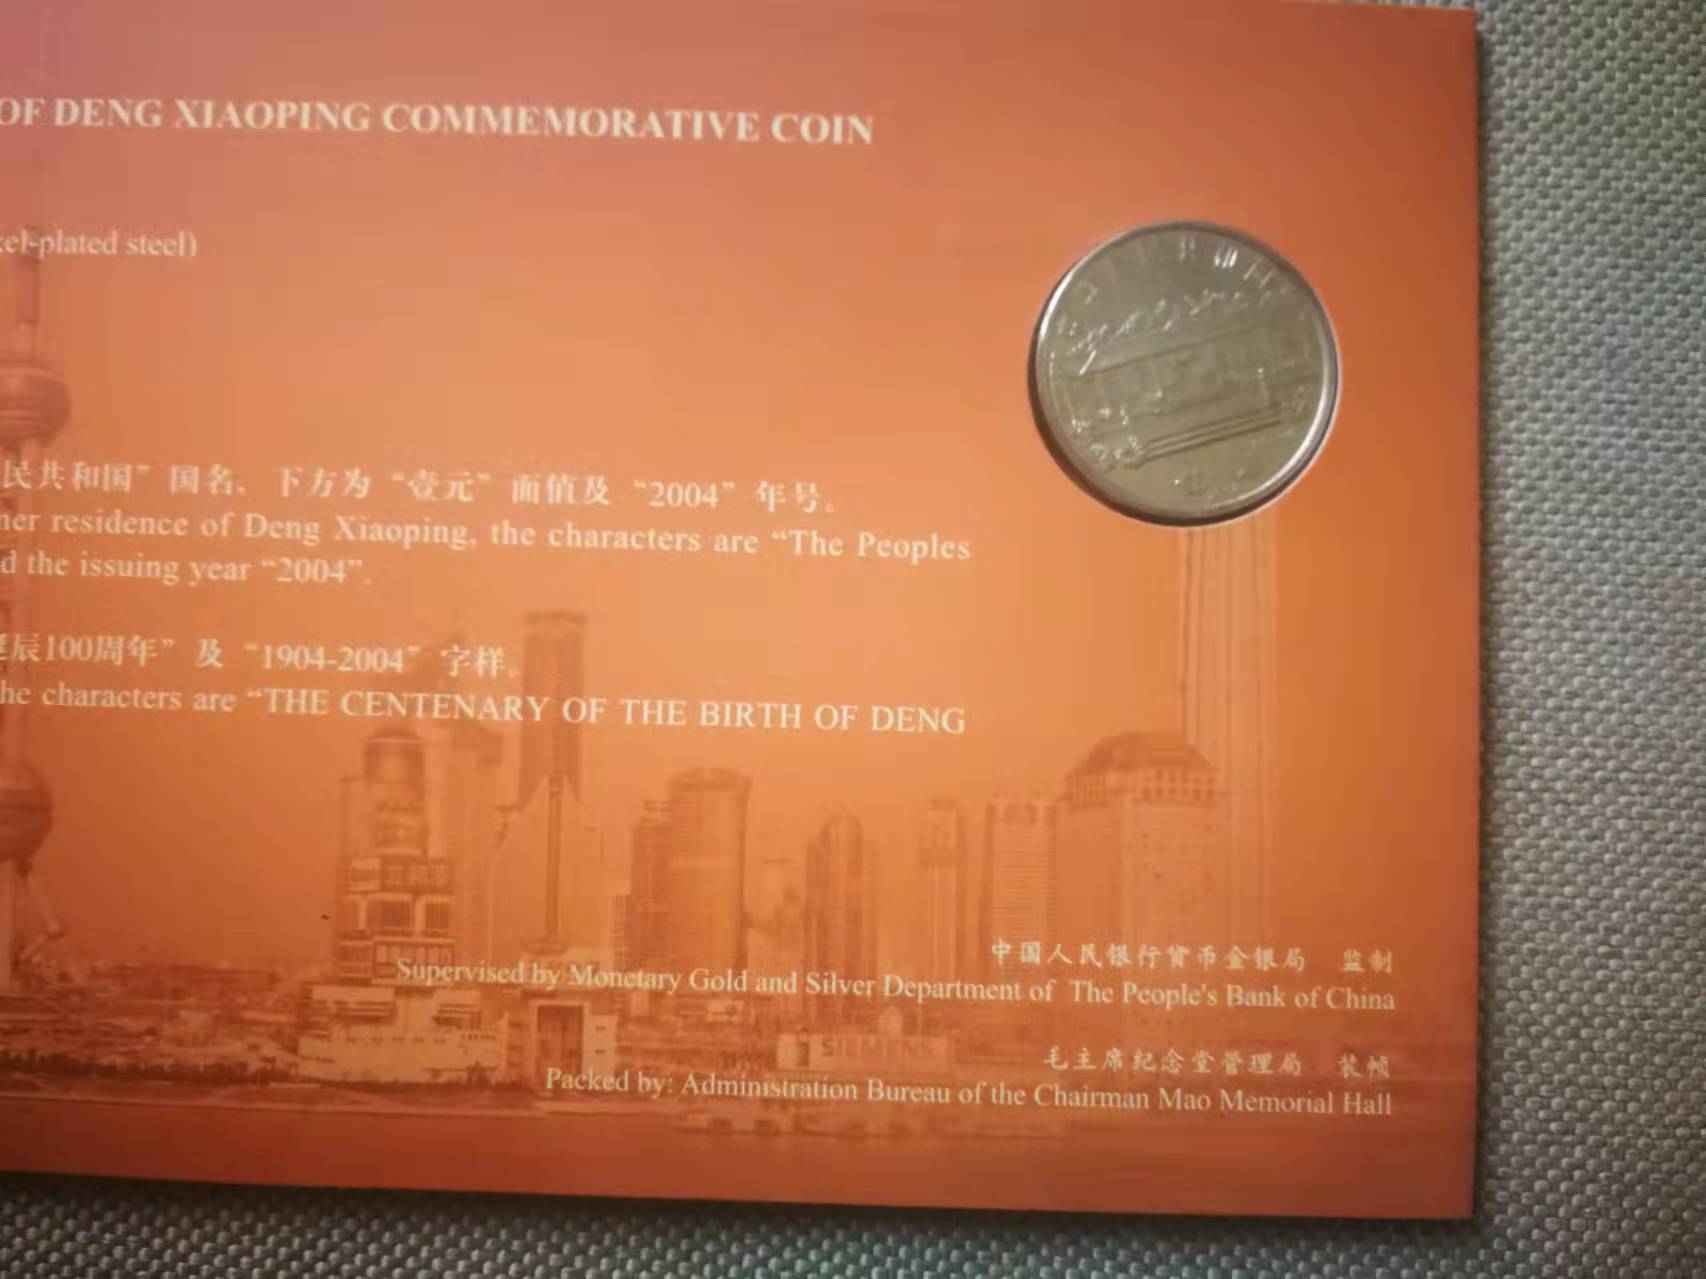 OF DENG XIAOPING COMMEMORATIVE COIN
el-plated steel)
民共和国”国名、下方为“壹元”面值及“2004”年号。
ner residence of Deng Xiaoping, the characters are “The Peoples
d the issuing year “2004”.
诞辰100周年”及“1904-2004”字样。
he characters are “THE CENTENARY OF THE BIRTH OF DENG
中国人民银行货币金银局 监制
Supervised by Monetary Gold and Silver Department of The People's Bank of China
SIEMENS
毛主席纪念堂管理局 装帧
Packed by: Administration Bureau of the Chairman Mao Memorial Hall